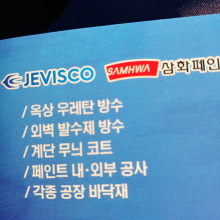 JEVISCO SAMHWA 삼화페인
/ 옥상 우레탄 방수
/ 외벽 발수제 방수
/ 계단 무늬 코트
/ 페인트 내·외부 공사
/ 각종 공장 바닥재